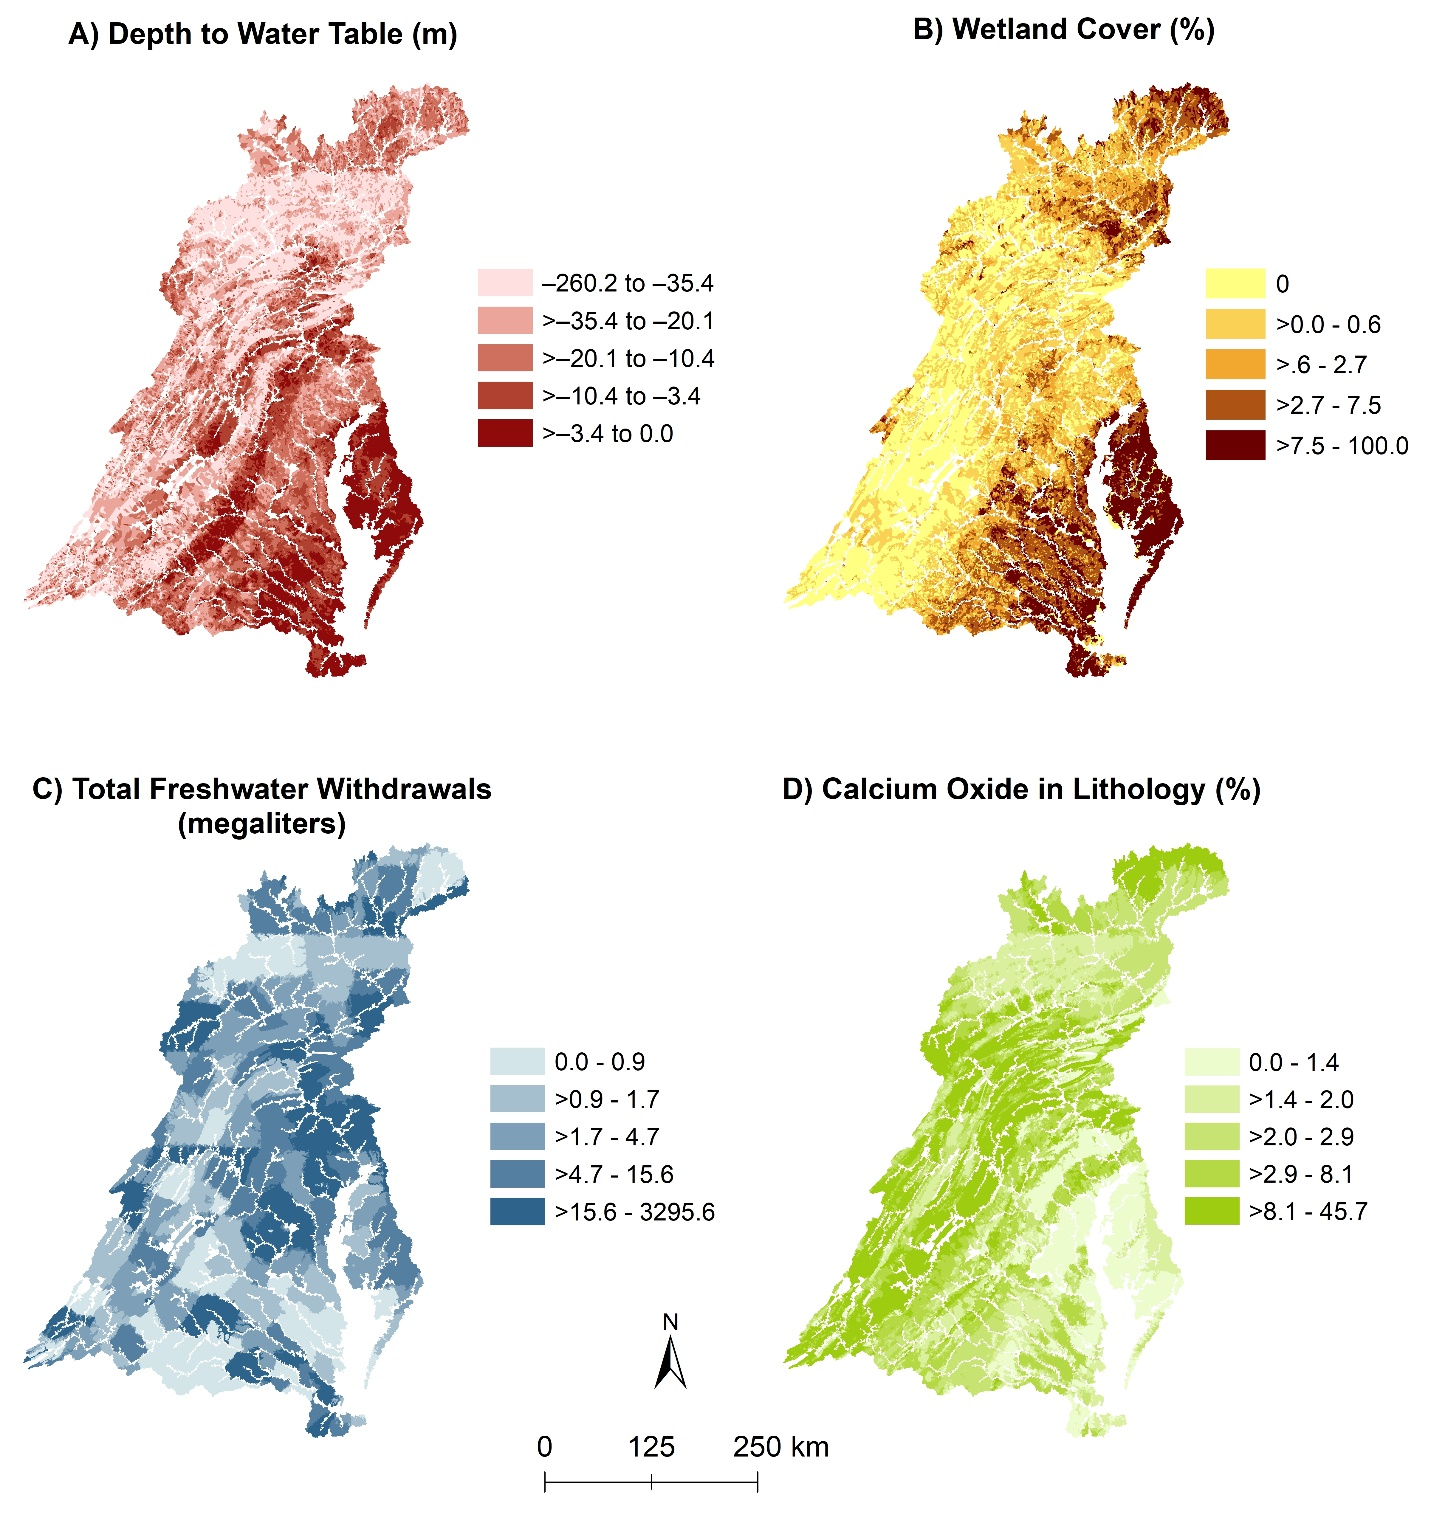 A) Depth to Water Table (m)
B) Wetland Cover (%)
–260.2 to –35.4
>–35.4 to –20.1
>–20.1 to –10.4
>–10.4 to –3.4
>–3.4 to 0.0
0
>0.0 - 0.6
>.6 - 2.7
>2.7 - 7.5
>7.5 - 100.0
C) Total Freshwater Withdrawals
(megaliters)
D) Calcium Oxide in Lithology (%)
0.0 - 0.9
>0.9 - 1.7
>1.7 - 4.7
>4.7 - 15.6
>15.6 - 3295.6
0.0 - 1.4
>1.4 - 2.0
>2.0 - 2.9
>2.9 - 8.1
>8.1 - 45.7
N
0 125 250 km